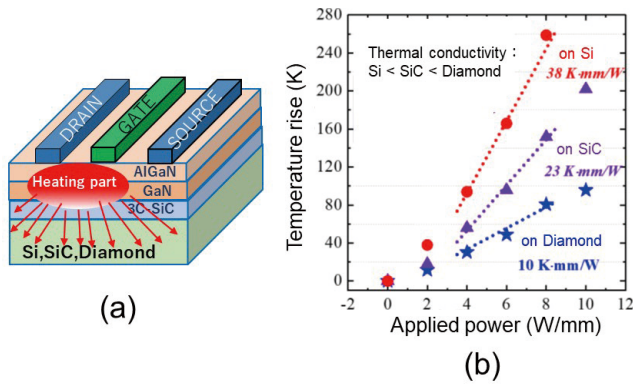 (a)
DRAIN
GATE
SOURCE
Heating part
AlGaN
GaN
3C-SiC
Si,SiC,Diamond
(a)
Temperature rise (K)
280
240
200
160
120
80
40
0
Thermal conductivity：
Si < SiC < Diamond
on Si
38 K-mm/W
on SiC
23 K-mm/W
on Diamond
10 K-mm/W
-2
0
2
4
6
8
10
12
Applied power (W/mm)
(b)